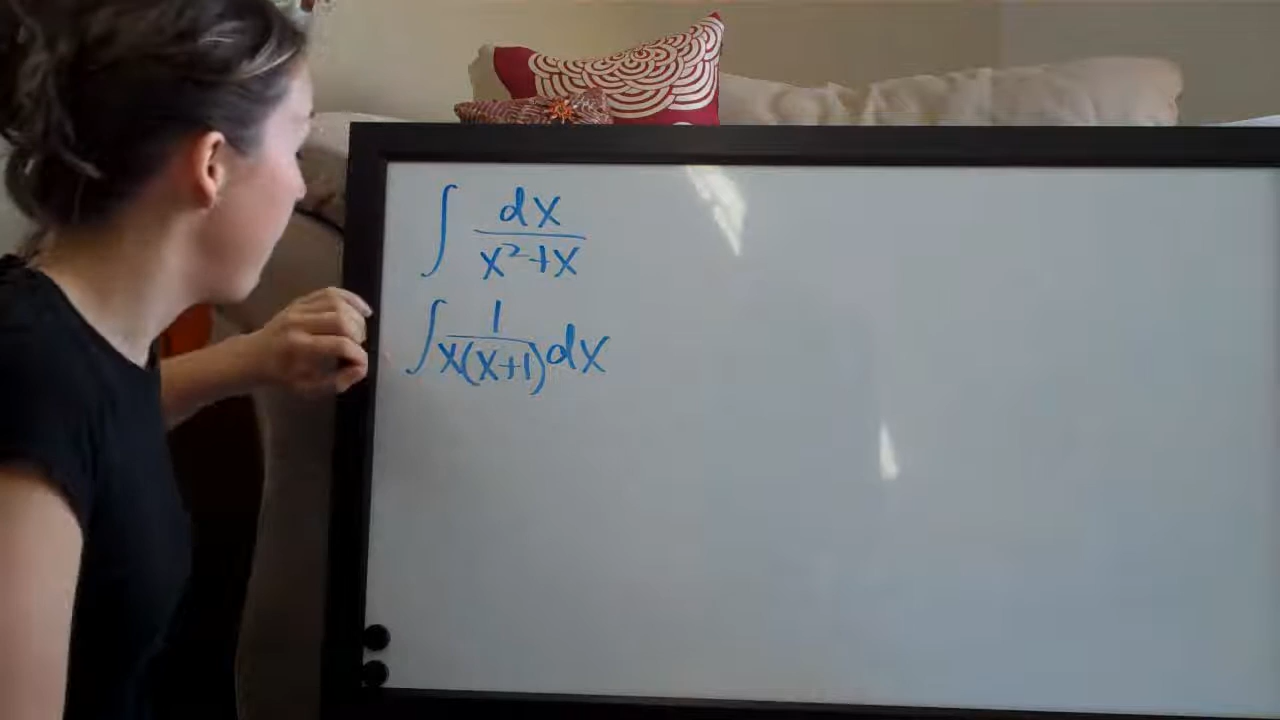 ∫ dx/(x²+x)
∫ 1/(x(x+1)) dx